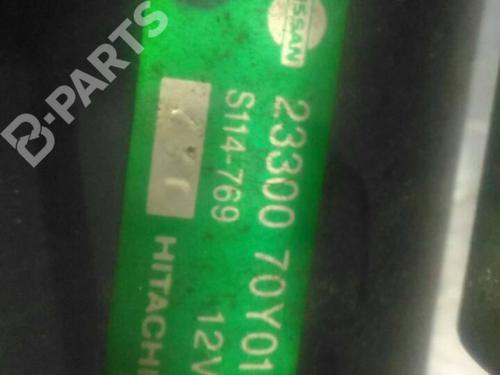 NISSAN
23300 70Y01
S114-769
HITACHI
12V
B-PARTS